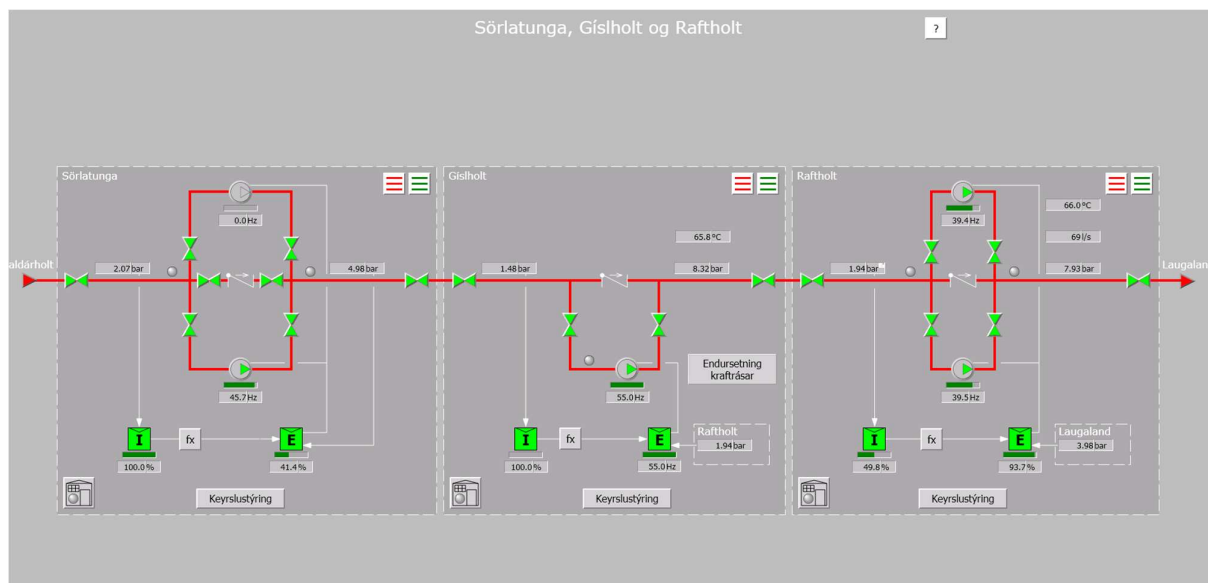 Sörlatunga, Gíslholt og Raftholt
?
Sörlatunga
0.0 Hz
aldárholt
2.07 bar
4.98 bar
45.7 Hz
I
fx
E
100.0 %
41.4 %
Keyrslustýring
Gíslholt
65.8 ºC
1.48 bar
8.32 bar
55.0 Hz
Endursetning
kraftrásar
I
fx
E
Raftholt
1.94 bar
100.0 %
55.0 Hz
Keyrslustýring
Raftholt
39.4 Hz
66.0 ºC
69 l/s
1.94 bar
7.93 bar
Laugaland
39.5 Hz
I
fx
E
Laugaland
3.98 bar
49.8 %
93.7 %
Keyrslustýring